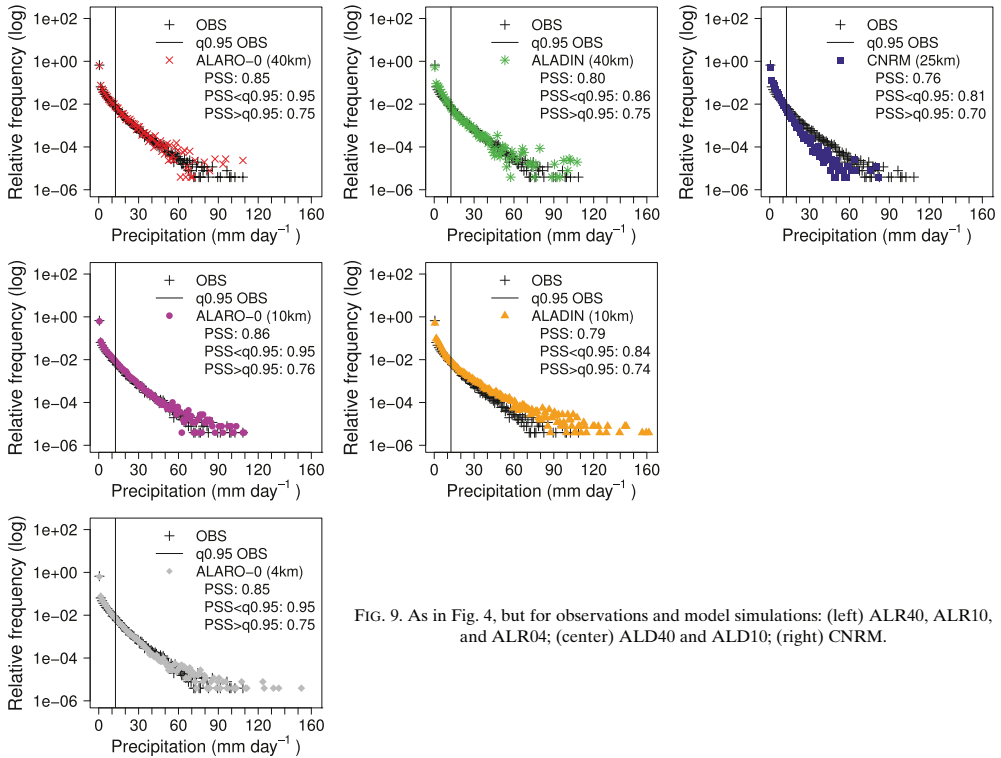 Relative frequency (log)
1e+02
1e+00
1e−02
1e−04
1e−06
OBS
q0.95 OBS
ALARO−0 (40km)
PSS: 0.85
PSS<q0.95: 0.95
PSS>q0.95: 0.75
0 30 60 90 130 160
Precipitation (mm day−1 )
Relative frequency (log)
1e+02
1e+00
1e−02
1e−04
1e−06
OBS
q0.95 OBS
ALADIN (40km)
PSS: 0.80
PSS<q0.95: 0.86
PSS>q0.95: 0.75
0 30 60 90 130 160
Precipitation (mm day−1 )
Relative frequency (log)
1e+02
1e+00
1e−02
1e−04
1e−06
OBS
q0.95 OBS
CNRM (25km)
PSS: 0.76
PSS<q0.95: 0.81
PSS>q0.95: 0.70
0 30 60 90 130 160
Precipitation (mm day−1 )
Relative frequency (log)
1e+02
1e+00
1e−02
1e−04
1e−06
OBS
q0.95 OBS
ALARO−0 (10km)
PSS: 0.86
PSS<q0.95: 0.95
PSS>q0.95: 0.76
0 30 60 90 130 160
Precipitation (mm day−1 )
Relative frequency (log)
1e+02
1e+00
1e−02
1e−04
1e−06
OBS
q0.95 OBS
ALADIN (10km)
PSS: 0.79
PSS<q0.95: 0.84
PSS>q0.95: 0.74
0 30 60 90 130 160
Precipitation (mm day−1 )
Relative frequency (log)
1e+02
1e+00
1e−02
1e−04
1e−06
OBS
q0.95 OBS
ALARO−0 (4km)
PSS: 0.85
PSS<q0.95: 0.95
PSS>q0.95: 0.75
0 30 60 90 130 160
Precipitation (mm day−1 )
FIG. 9. As in Fig. 4, but for observations and model simulations: (left) ALR40, ALR10,
and ALR04; (center) ALD40 and ALD10; (right) CNRM.